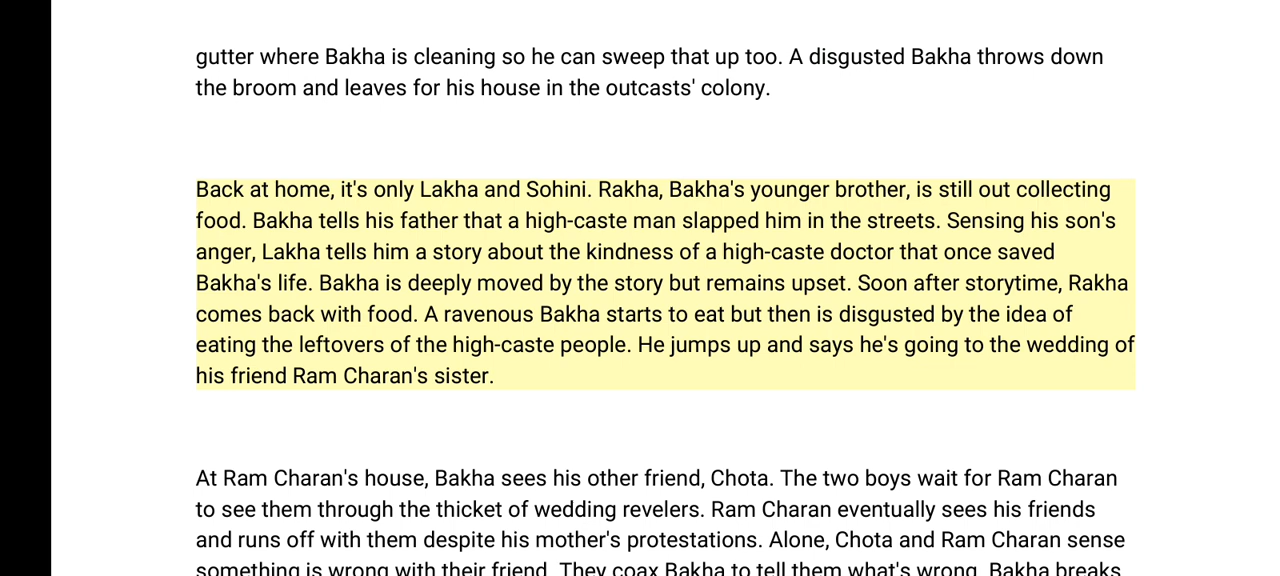 gutter where Bakha is cleaning so he can sweep that up too. A disgusted Bakha throws down
the broom and leaves for his house in the outcasts' colony.
Back at home, it's only Lakha and Sohini. Rakha, Bakha's younger brother, is still out collecting
food. Bakha tells his father that a high-caste man slapped him in the streets. Sensing his son's
anger, Lakha tells him a story about the kindness of a high-caste doctor that once saved
Bakha's life. Bakha is deeply moved by the story but remains upset. Soon after storytime, Rakha
comes back with food. A ravenous Bakha starts to eat but then is disgusted by the idea of
eating the leftovers of the high-caste people. He jumps up and says he's going to the wedding of
his friend Ram Charan's sister.
At Ram Charan's house, Bakha sees his other friend, Chota. The two boys wait for Ram Charan
to see them through the thicket of wedding revelers. Ram Charan eventually sees his friends
and runs off with them despite his mother's protestations. Alone, Chota and Ram Charan sense
something is wrong with their friend. They coax Bakha to tell them what's wrong. Bakha breaks